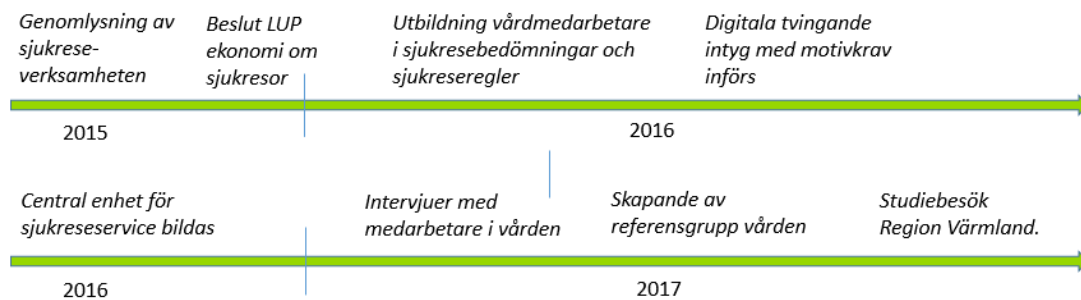 Genomlysning av
sjukrese-
verksamheten
Beslut LUP
ekonomi om
sjukresor
Utbildning vårdmedarbetare
i sjukresebedömningar och
sjukreseregler
Digitala tvingande
intyg med motivkrav
införs
2015
2016
Central enhet för
sjukreseservice bildas
Intervjuer med
medarbetare i vården
Skapande av
referensgrupp vården
Studiebesök
Region Värmland.
2016
2017